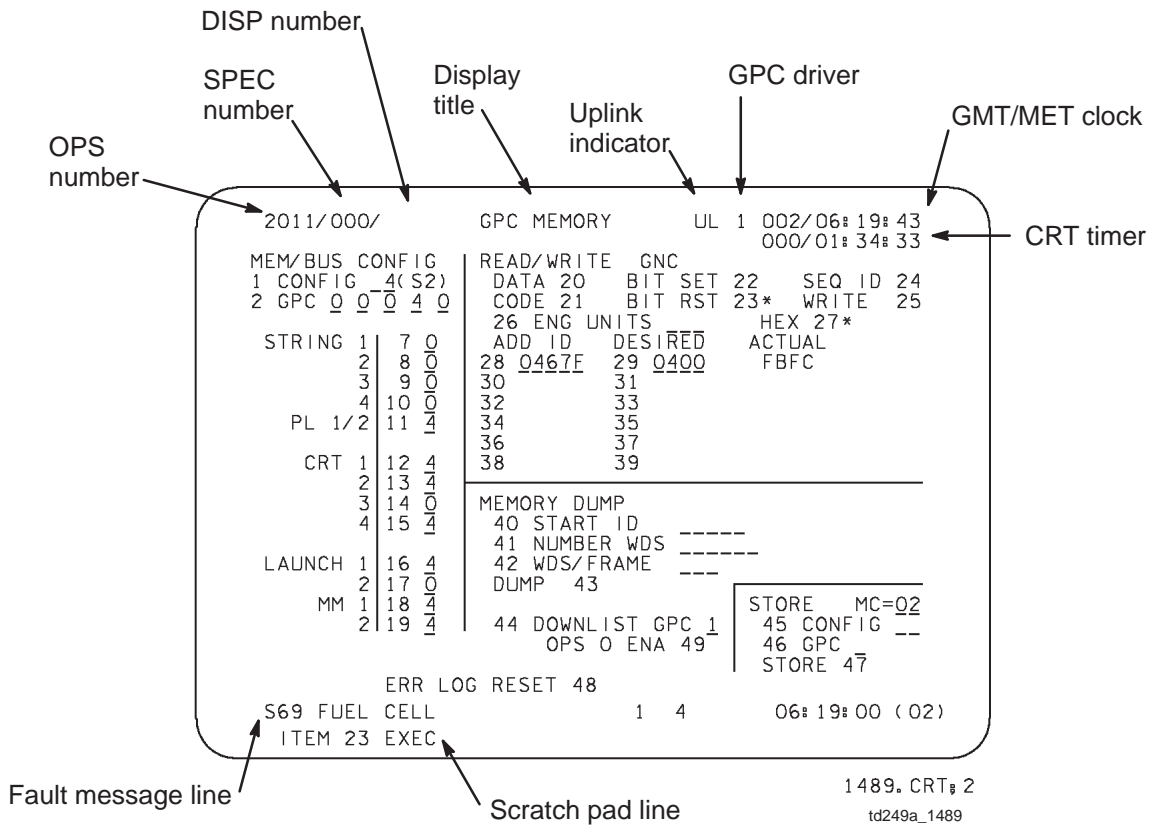 DISP number
SPEC
number
Display
title
GPC driver
Uplink
indicator
GMT/MET clock
OPS
number
2011/000/ GPC MEMORY UL 1 002/06:19:43
000/01:34:33
CRT timer
MEM/BUS CONFIG READ/WRITE GNC
1 CONFIG _4(S2) DATA 20 BIT SET 22 SEQ ID 24
2 GPC 0 0 0 4 0 CODE 21 BIT RST 23* WRITE 25
26 ENG UNITS ___ HEX 27*
STRING 1 7 0 ADD ID DESIRED ACTUAL
2 8 0 28 0467F 29 0400 FBFC
3 9 0 30 31
4 10 0 32 33
PL 1/2 11 4 34 35
36 37
CRT 1 12 4 38 39
2 13 4
3 14 0 MEMORY DUMP
4 15 4 40 START ID _____
41 NUMBER WDS ______
LAUNCH 1 16 4 42 WDS/FRAME ___
2 17 0 DUMP 43
MM 1 18 4 STORE MC=02
2 19 4 44 DOWNLIST GPC 1 45 CONFIG __
OPS 0 ENA 49 46 GPC _
STORE 47
ERR LOG RESET 48
S69 FUEL CELL 1 4 06:19:00 (02)
ITEM 23 EXEC
Fault message line
Scratch pad line
1489.CRT;2
td249a_1489